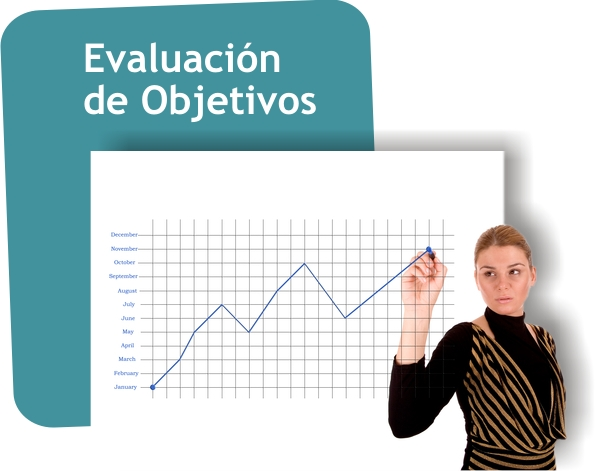 Evaluación
de Objetivos
December
November
October
September
August
July
June
May
April
March
February
January